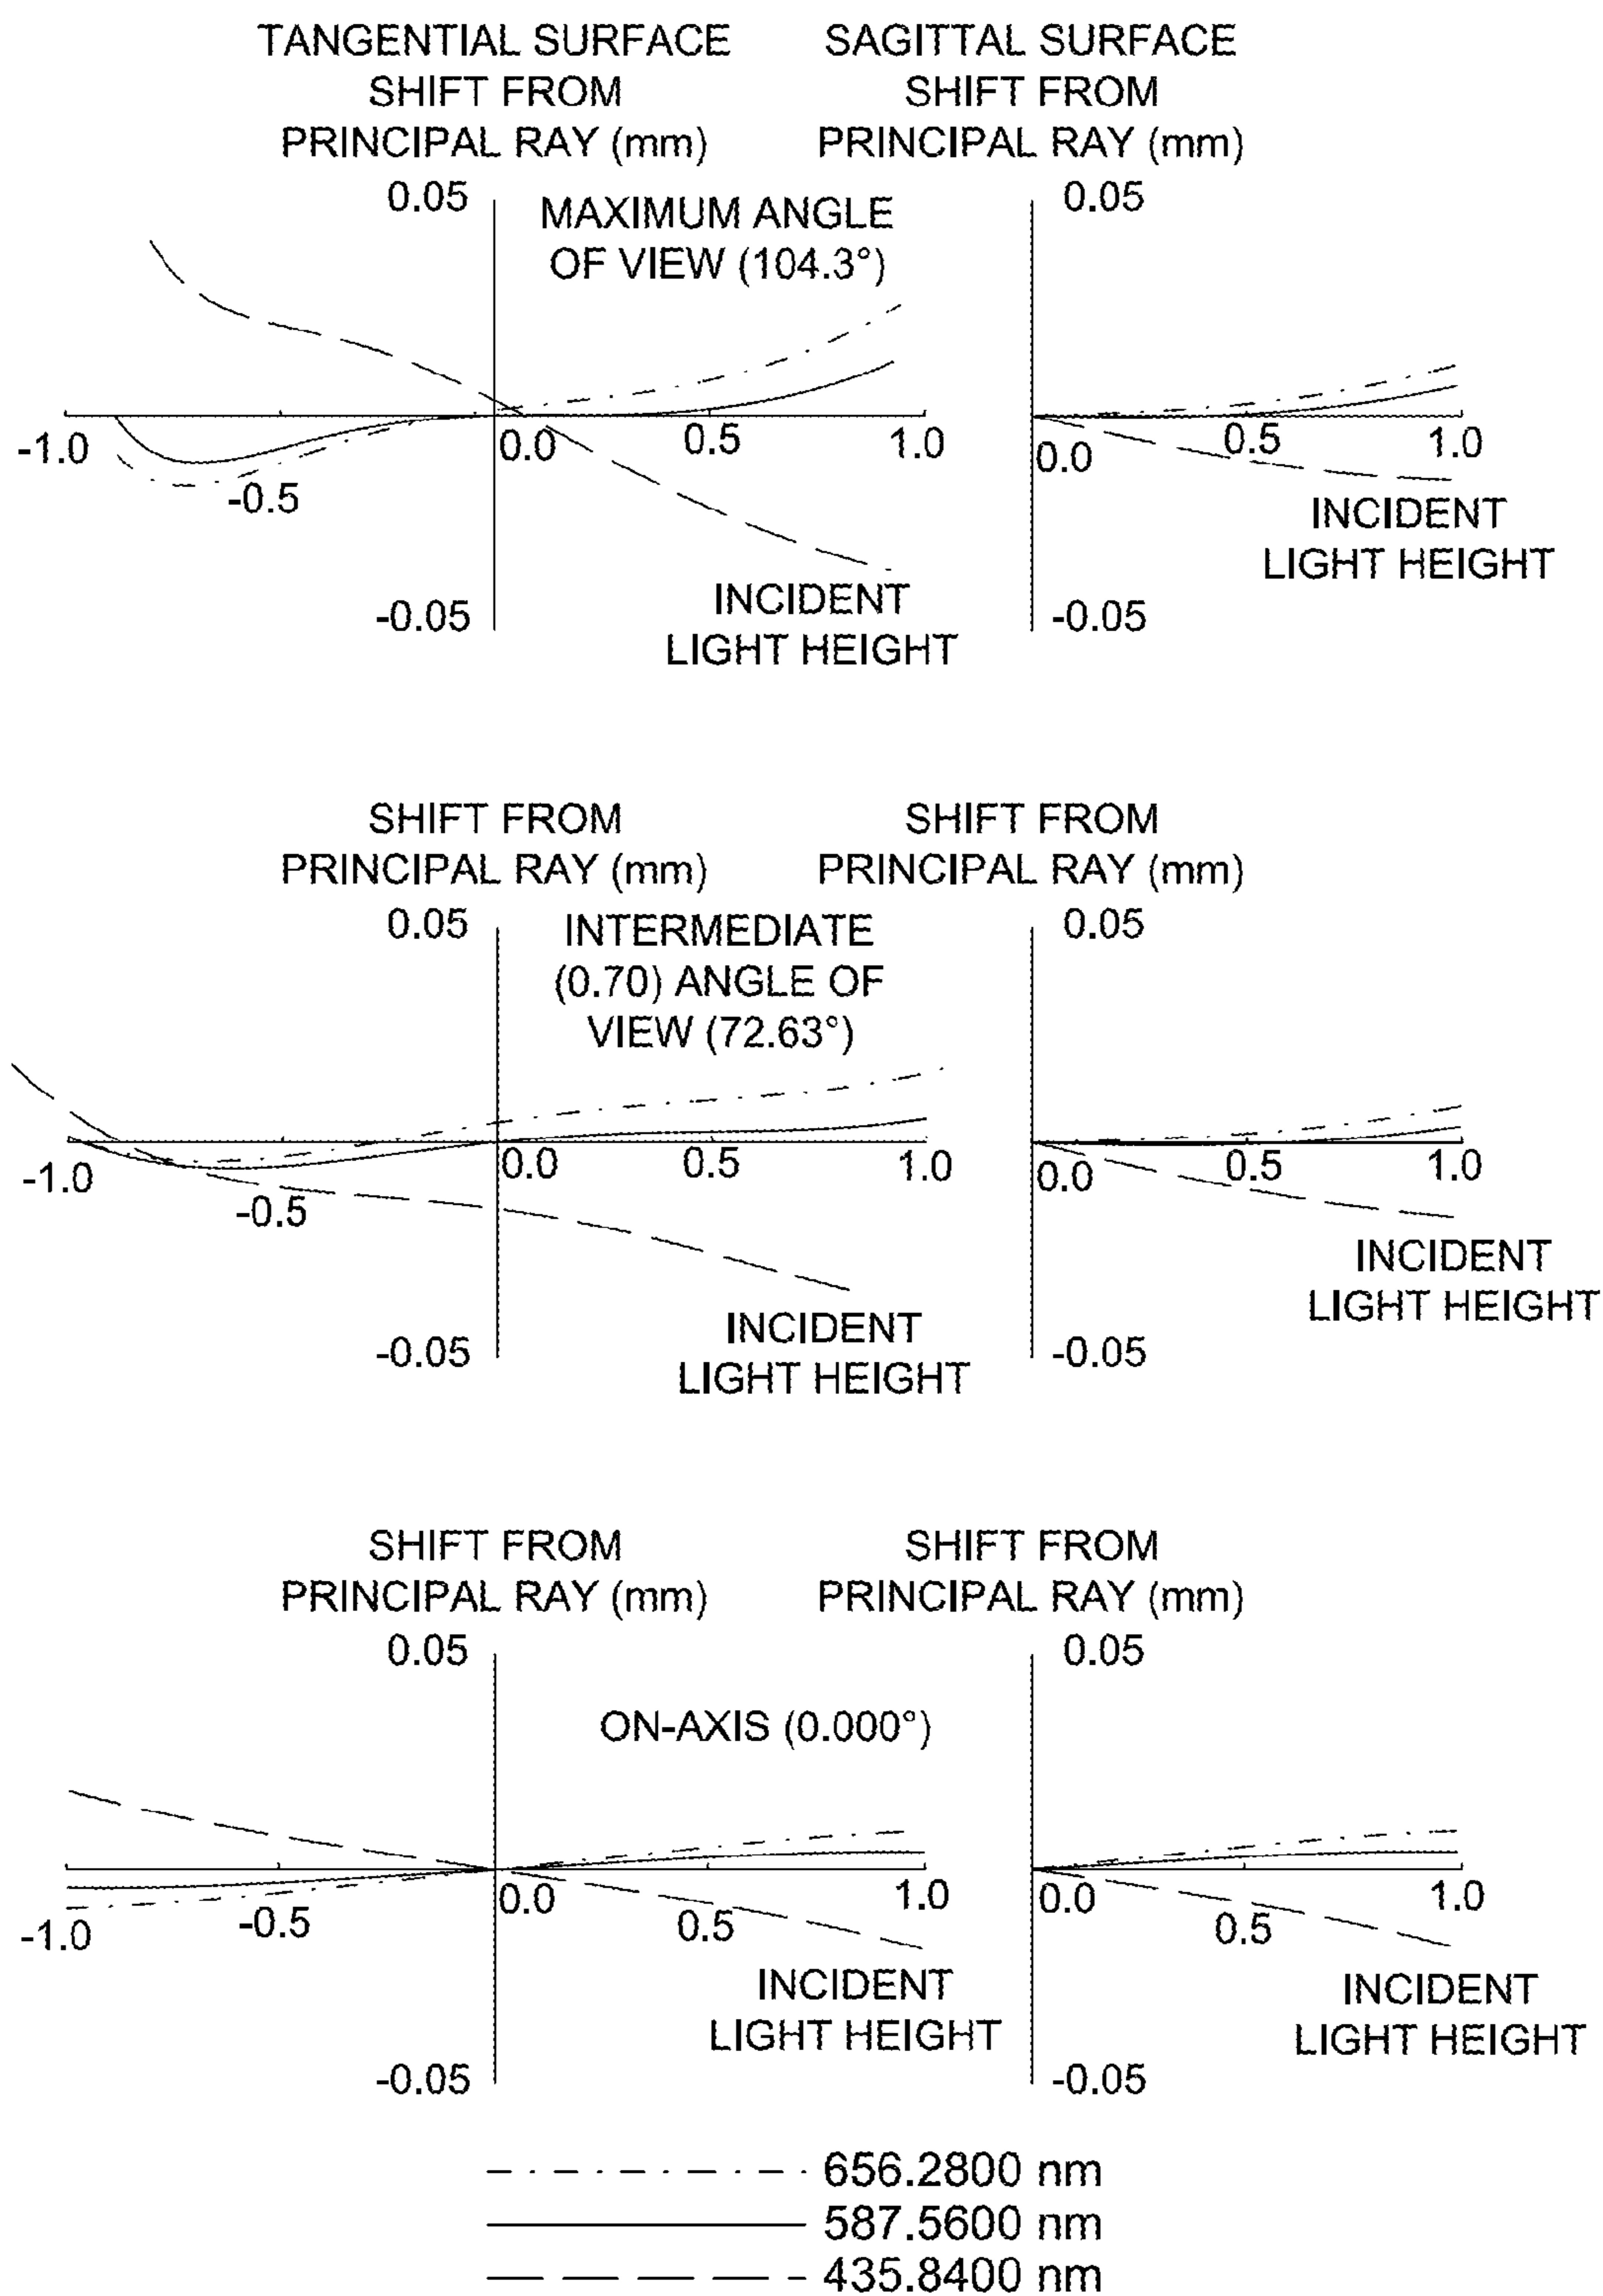 TANGENTIAL SURFACE
SHIFT FROM
PRINCIPAL RAY (mm)
SAGITTAL SURFACE
SHIFT FROM
PRINCIPAL RAY (mm)
0.05
MAXIMUM ANGLE
OF VIEW (104.3°)
-1.0
-0.5
0.0
0.5
1.0
-0.05
INCIDENT
LIGHT HEIGHT
0.05
0.0
0.5
1.0
INCIDENT
LIGHT HEIGHT
-0.05
SHIFT FROM
PRINCIPAL RAY (mm)
SHIFT FROM
PRINCIPAL RAY (mm)
0.05
INTERMEDIATE
(0.70) ANGLE OF
VIEW (72.63°)
-1.0
-0.5
0.0
0.5
1.0
-0.05
INCIDENT
LIGHT HEIGHT
0.05
0.0
0.5
1.0
INCIDENT
LIGHT HEIGHT
-0.05
SHIFT FROM
PRINCIPAL RAY (mm)
SHIFT FROM
PRINCIPAL RAY (mm)
0.05
ON-AXIS (0.000°)
-1.0
-0.5
0.0
0.5
1.0
-0.05
INCIDENT
LIGHT HEIGHT
0.05
0.0
0.5
1.0
INCIDENT
LIGHT HEIGHT
-0.05
656.2800 nm
587.5600 nm
435.8400 nm